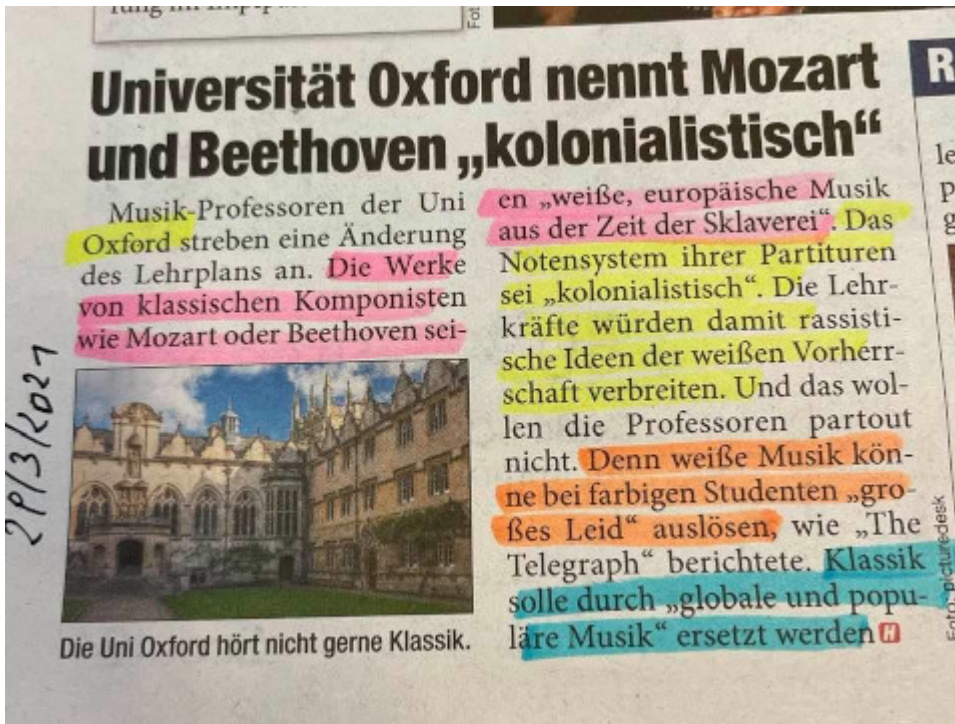 Universität Oxford nennt Mozart
und Beethoven „kolonialistisch“
Musik-Professoren der Uni
Oxford streben eine Änderung
des Lehrplans an. Die Werke
von klassischen Komponisten
wie Mozart oder Beethoven sei-
en „weiße, europäische Musik
aus der Zeit der Sklaverei“. Das
Notensystem ihrer Partituren
sei „kolonialistisch“. Die Lehr-
kräfte würden damit rassisti-
sche Ideen der weißen Vorherr-
schaft verbreiten. Und das wol-
len die Professoren partout
nicht. Denn weiße Musik kön-
ne bei farbigen Studenten „gro-
ßes Leid“ auslösen, wie „The
Telegraph“ berichtete. Klassik
solle durch „globale und popu-
läre Musik“ ersetzt werden
H
Die Uni Oxford hört nicht gerne Klassik.
Foto: picturedesk
R
le
p
g